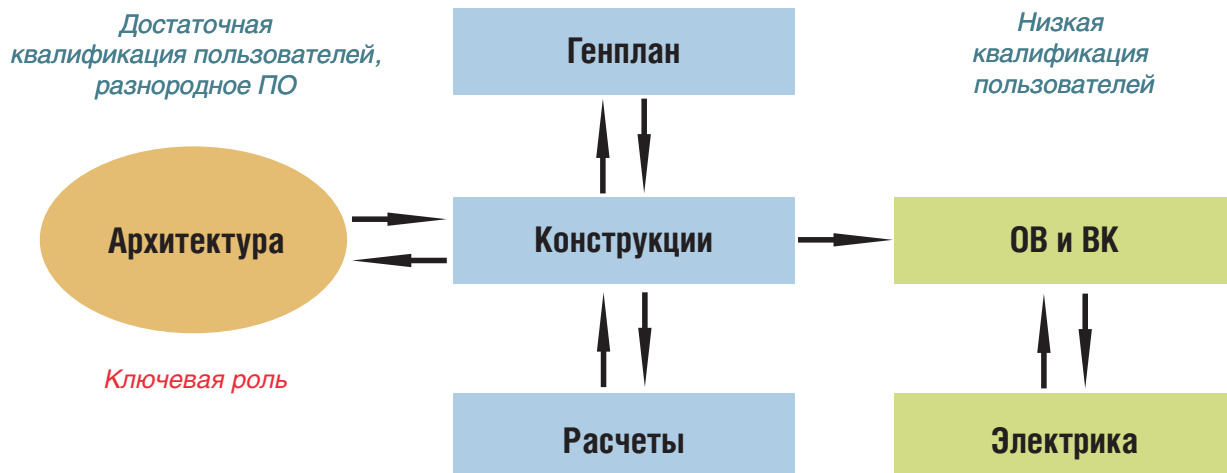 Достаточная
квалификация пользователей,
разнородное ПО
Генплан
Низкая
квалификация
пользователей
Архитектура
Конструкции
ОВ и ВК
Ключевая роль
Расчеты
Электрика